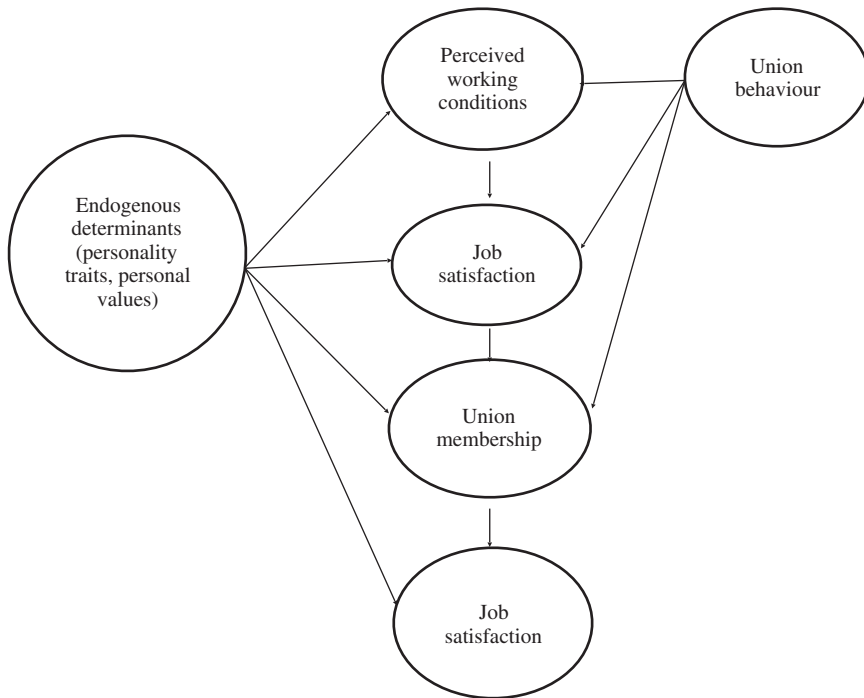 Perceived
working
conditions
Union
behaviour
Endogenous
determinants
(personality
traits, personal
values)
Job
satisfaction
Union
membership
Job
satisfaction